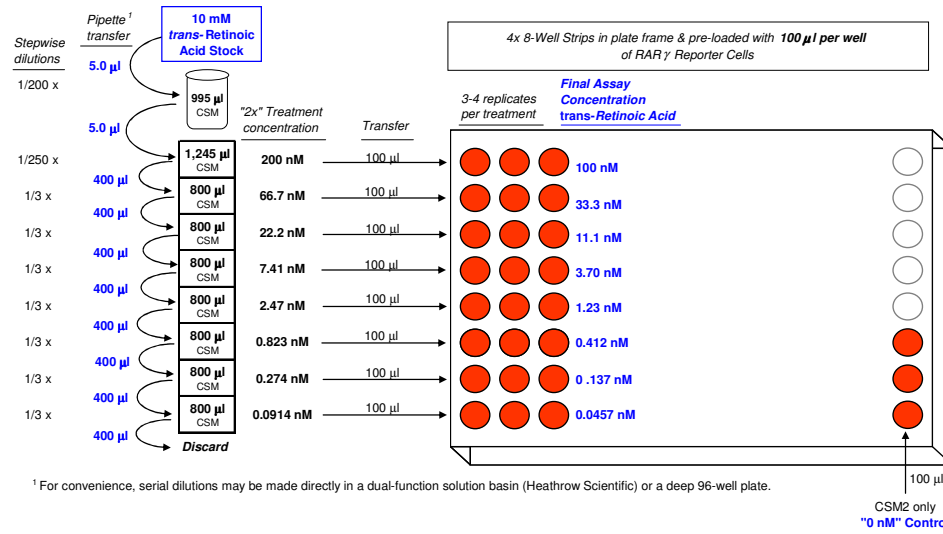 Stepwise
dilutions
Pipette 1
transfer
10 mM
trans-Retinoic
Acid Stock
4x 8-Well Strips in plate frame & pre-loaded with 100 µl per well
of RARγ Reporter Cells
1/200 x
5.0 µl
995 µl
CSM
"2x" Treatment
concentration
Transfer
3-4 replicates
per treatment
Final Assay
Concentration
trans-Retinoic Acid
5.0 µl
1/250 x
1,245 µl
CSM
200 nM
100 µl
100 nM
400 µl
1/3 x
800 µl
CSM
66.7 nM
100 µl
33.3 nM
400 µl
1/3 x
800 µl
CSM
22.2 nM
100 µl
11.1 nM
400 µl
1/3 x
800 µl
CSM
7.41 nM
100 µl
3.70 nM
400 µl
1/3 x
800 µl
CSM
2.47 nM
100 µl
1.23 nM
400 µl
1/3 x
800 µl
CSM
0.823 nM
100 µl
0.412 nM
400 µl
1/3 x
800 µl
CSM
0.274 nM
100 µl
0 .137 nM
400 µl
1/3 x
800 µl
CSM
0.0914 nM
100 µl
0.0457 nM
400 µl
Discard
1 For convenience, serial dilutions may be made directly in a dual-function solution basin (Heathrow Scientific) or a deep 96-well plate.
100 µl
CSM2 only
"0 nM" Contro